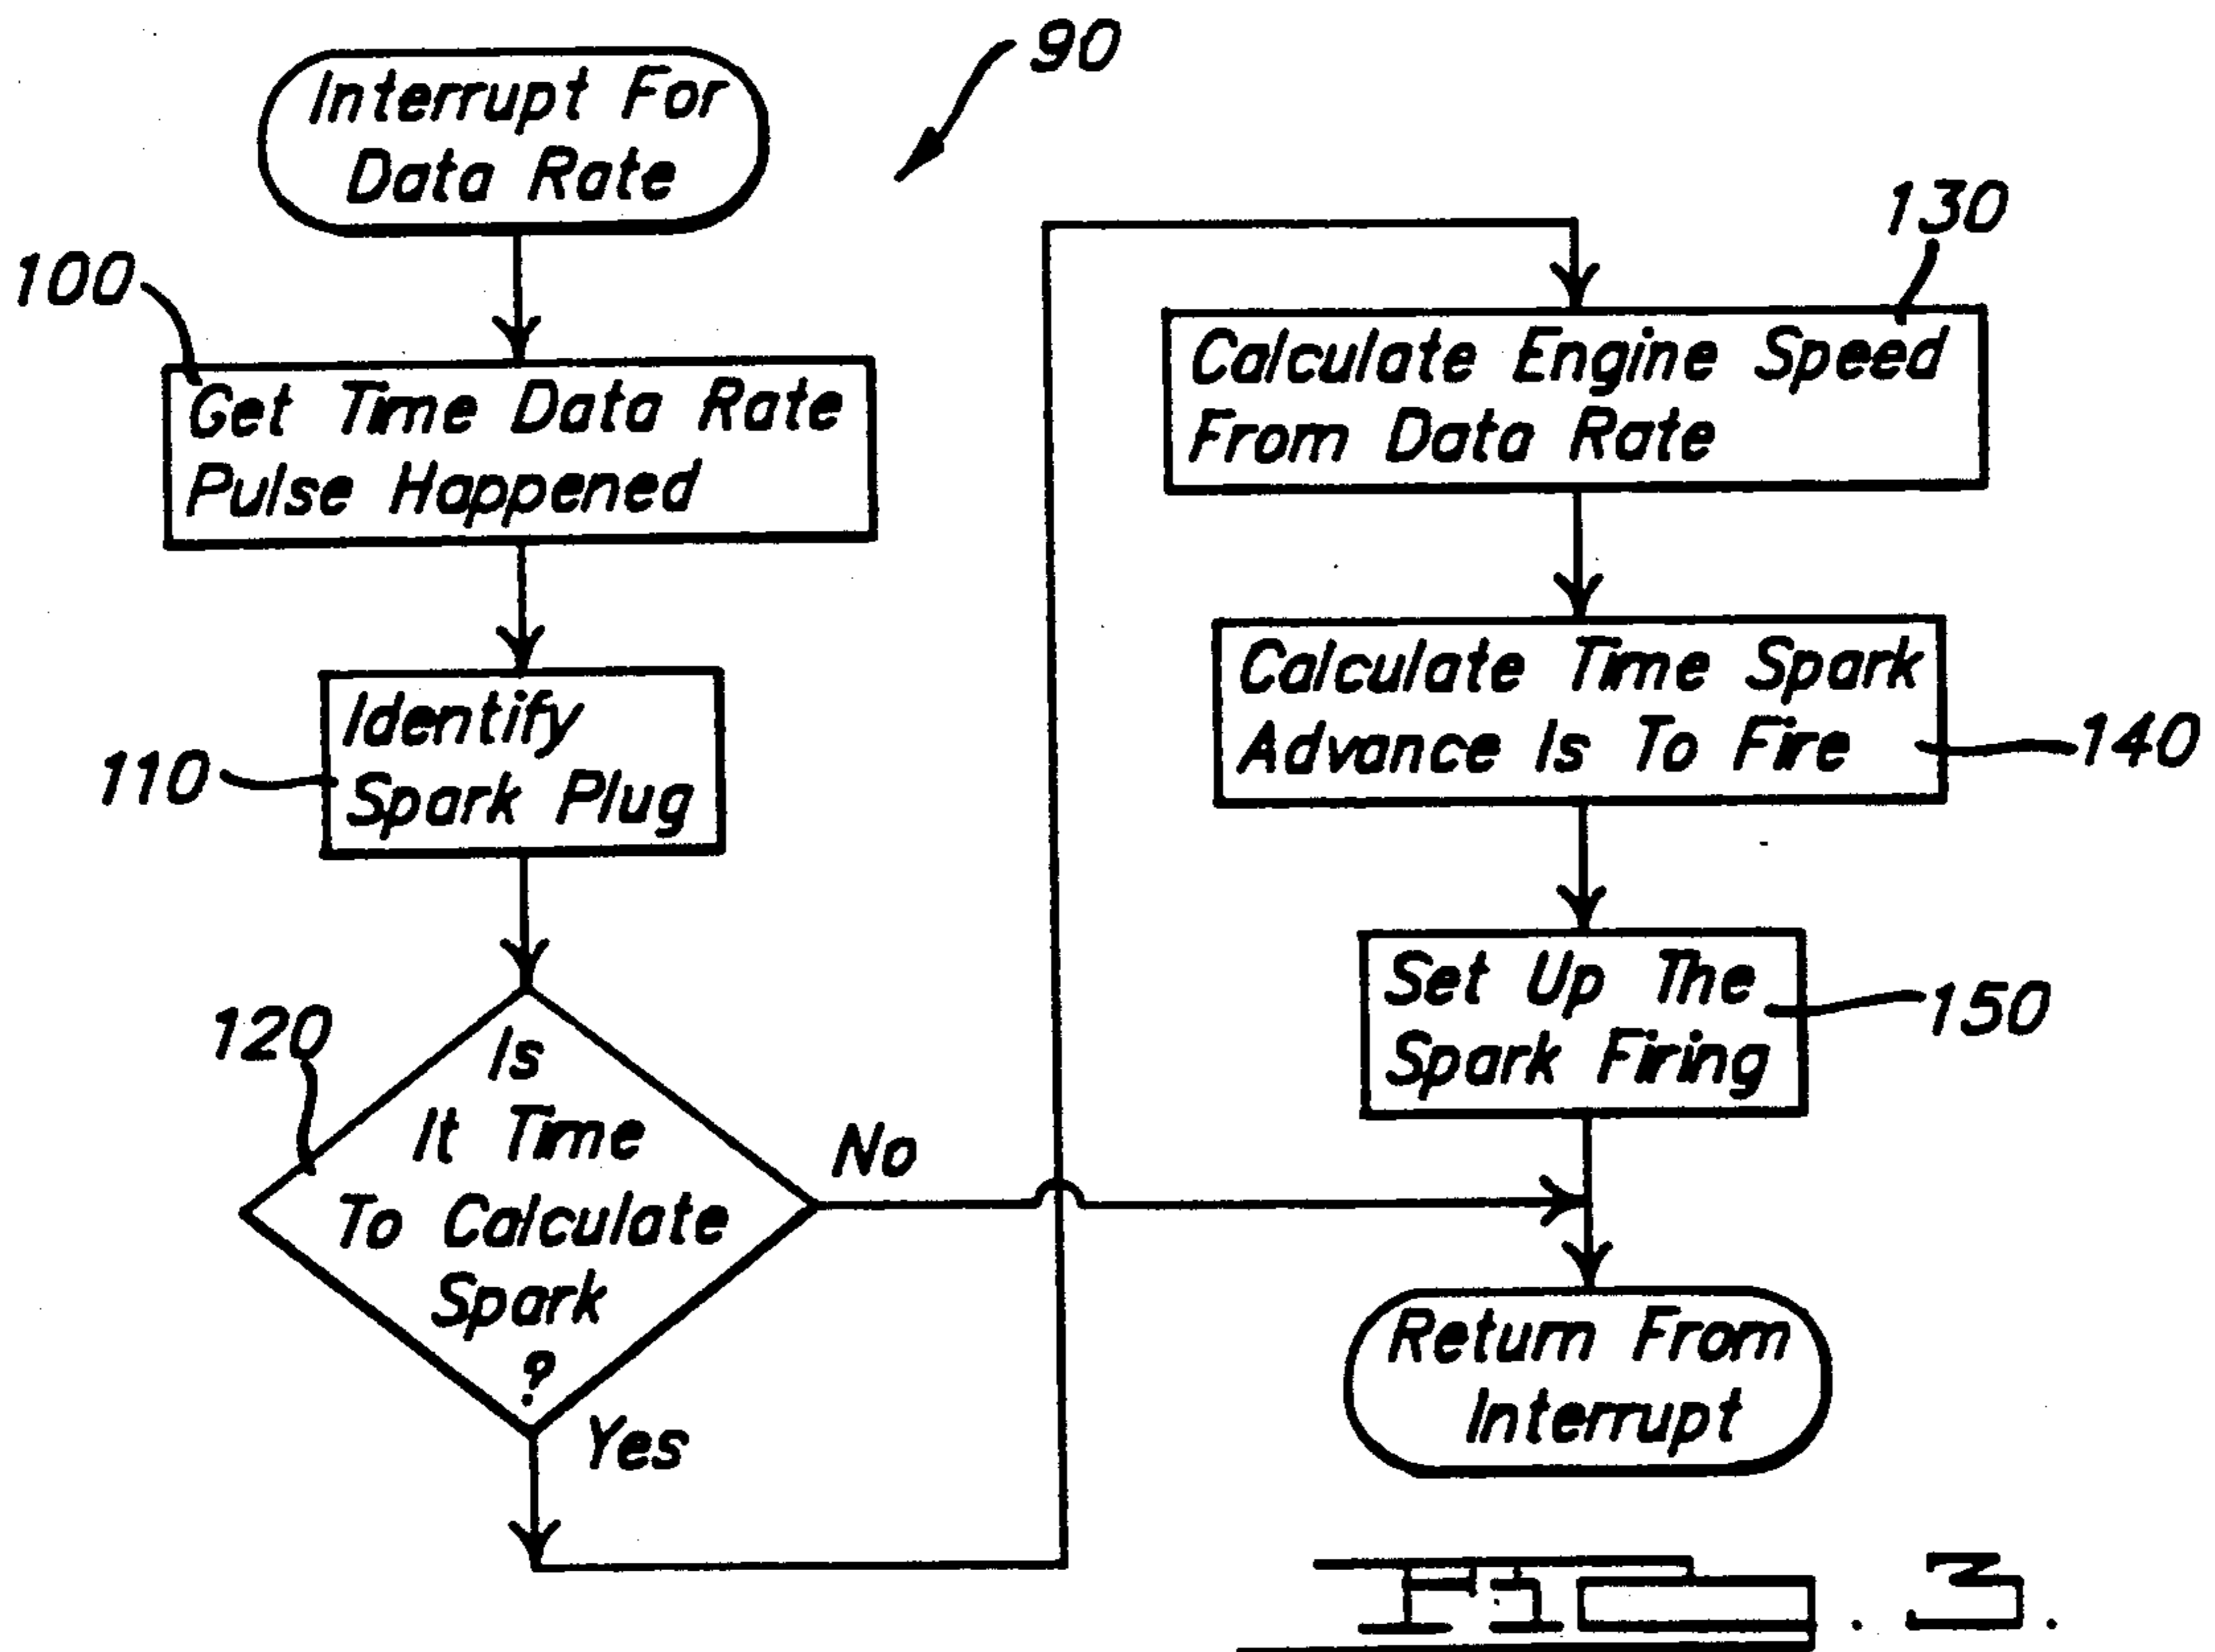 Interrupt For
Data Rate
90
100
Get Time Data Rate
Pulse Happened
110
Identify
Spark Plug
120
Is
It Time
To Calculate
Spark
?
No
Yes
130
Calculate Engine Speed
From Data Rate
Calculate Time Spark
Advance Is To Fire
140
Set Up The
Spark Firing
150
Return From
Interrupt
FIG. 3.